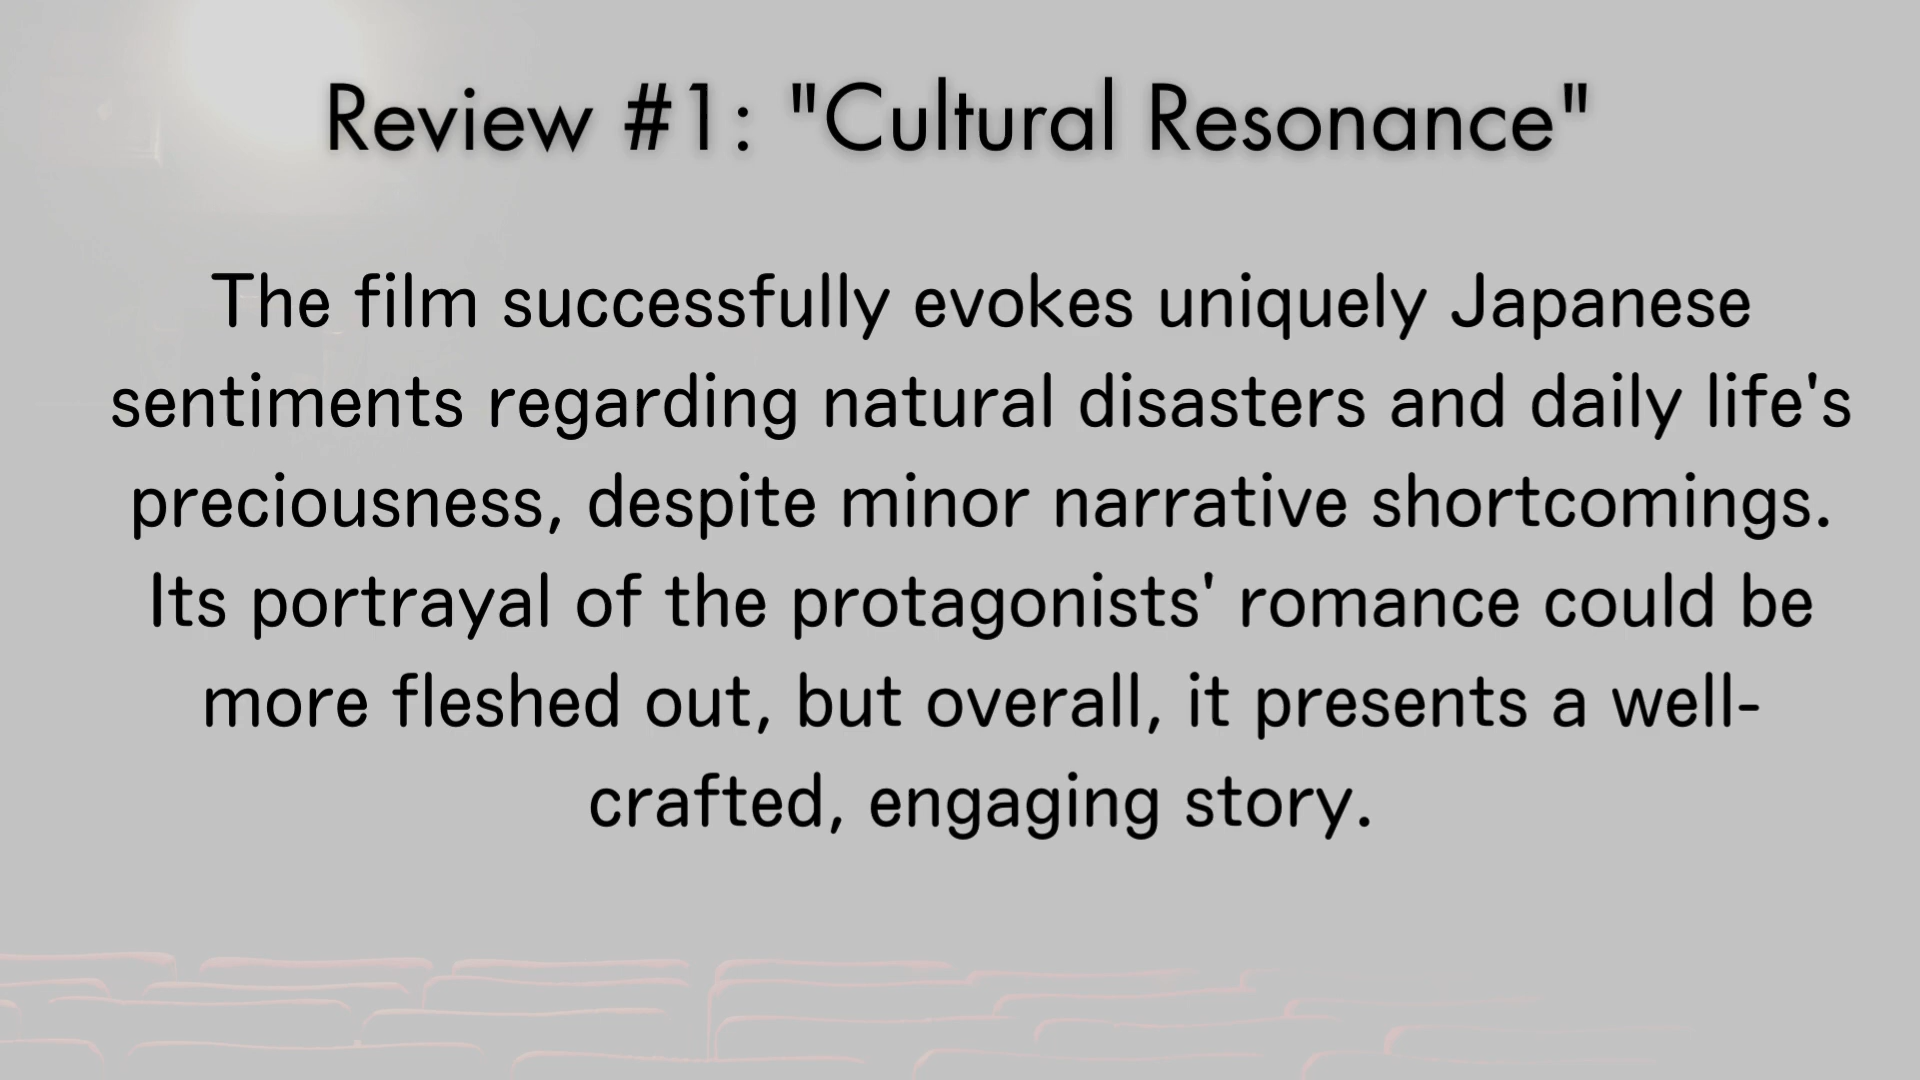 Review #1: "Cultural Resonance"
The film successfully evokes uniquely Japanese
sentiments regarding natural disasters and daily life's
preciousness, despite minor narrative shortcomings.
Its portrayal of the protagonists' romance could be
more fleshed out, but overall, it presents a well-
crafted, engaging story.